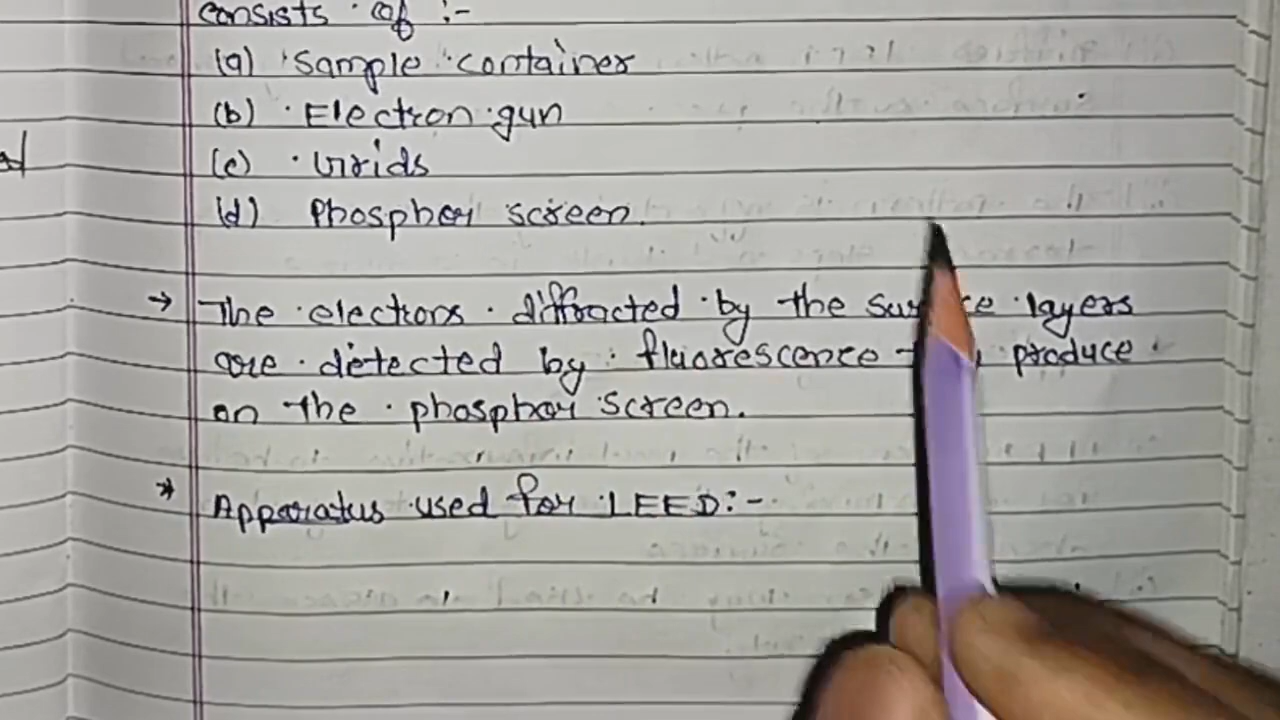 consists of :-
(a) Sample container
(b) Electron gun
(c) Grids
(d) Phosphor screen.
→ The electrons diffracted by the layers
are detected by fluorescence produce
on the phosphor screen.
* Apparatus used for LEED:-